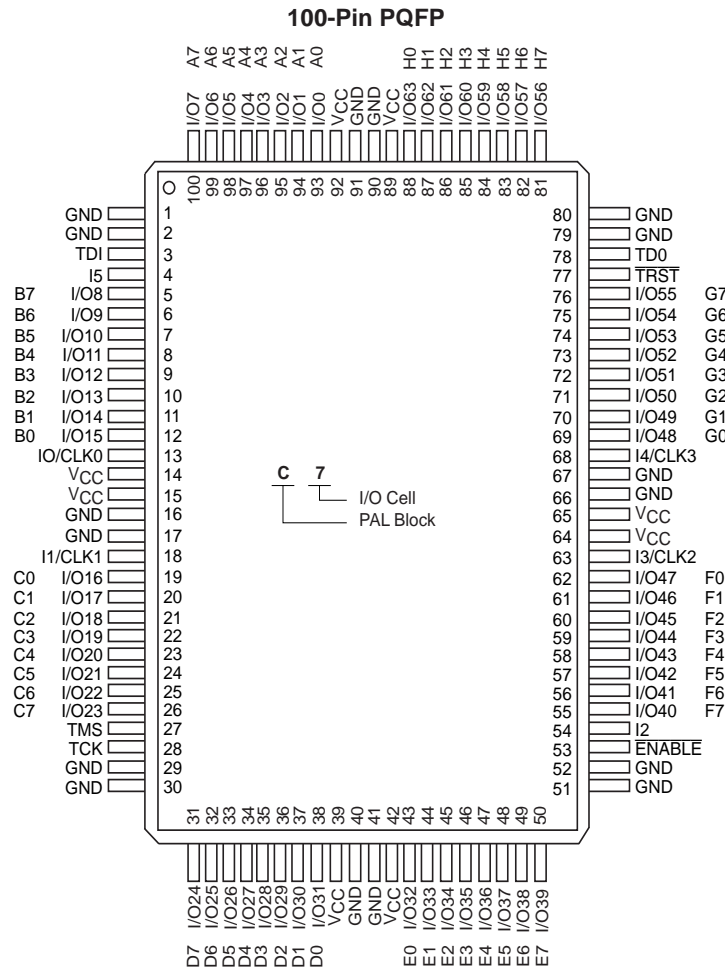 100-Pin PQFP
A7 A6 A5 A4 A3 A2 A1 A0 H0 H1 H2 H3 H4 H5 H6 H7
I/O7 I/O6 I/O5 I/O4 I/O3 I/O2 I/O1 I/O0 VCC GND GND VCC I/O63 I/O62 I/O61 I/O60 I/O59 I/O58 I/O57 I/O56
100 99 98 97 96 95 94 93 92 91 90 89 88 87 86 85 84 83 82 81
GND 1 80 GND
GND 2 79 GND
TDI 3 78 TD0
I5 4 77 TRST
B7 I/O8 5 76 I/O55 G7
B6 I/O9 6 75 I/O54 G6
B5 I/O10 7 74 I/O53 G5
B4 I/O11 8 73 I/O52 G4
B3 I/O12 9 72 I/O51 G3
B2 I/O13 10 71 I/O50 G2
B1 I/O14 11 70 I/O49 G1
B0 I/O15 12 69 I/O48 G0
IO/CLK0 13 68 I4/CLK3
VCC 14 67 GND
VCC 15 66 GND
GND 16 65 VCC
GND 17 64 VCC
I1/CLK1 18 63 I3/CLK2
C0 I/O16 19 62 I/O47 F0
C1 I/O17 20 61 I/O46 F1
C2 I/O18 21 60 I/O45 F2
C3 I/O19 22 59 I/O44 F3
C4 I/O20 23 58 I/O43 F4
C5 I/O21 24 57 I/O42 F5
C6 I/O22 25 56 I/O41 F6
C7 I/O23 26 55 I/O40 F7
TMS 27 54 I2
TCK 28 53 ENABLE
GND 29 52 GND
GND 30 51 GND
C 7
I/O Cell
PAL Block
31 32 33 34 35 36 37 38 39 40 41 42 43 44 45 46 47 48 49 50
I/O24 I/O25 I/O26 I/O27 I/O28 I/O29 I/O30 I/O31 VCC GND GND VCC I/O32 I/O33 I/O34 I/O35 I/O36 I/O37 I/O38 I/O39
D7 D6 D5 D4 D3 D2 D1 D0 E0 E1 E2 E3 E4 E5 E6 E7